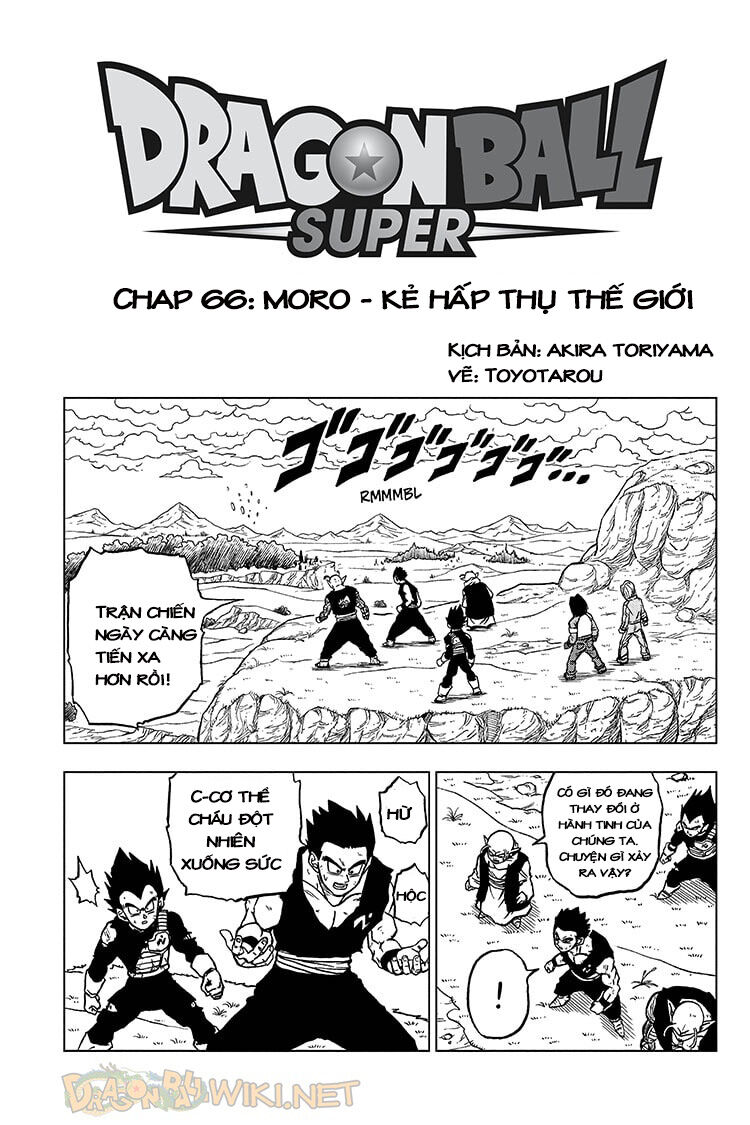 DRAGON BALL
SUPER
CHAP 66: MORO - KẺ HẤP THỤ THẾ GIỚI
KỊCH BẢN: AKIRA TORIYAMA
VẼ: TOYOTAROU
ゴゴゴゴゴゴ...
RMMMBL
TRẬN CHIẾN
NGÀY CÀNG
TIẾN XA
HƠN RỒI!
C-CƠ THỂ
CHÁU ĐỘT
NHIÊN
XUỐNG SỨC
HỪ
HỘC
CÓ GÌ ĐÓ ĐANG
THAY ĐỔI Ở
HÀNH TINH CỦA
CHÚNG TA.
CHUYỆN GÌ XẢY
RA VẬY?
!
DRAGON BALL WIKI.NET